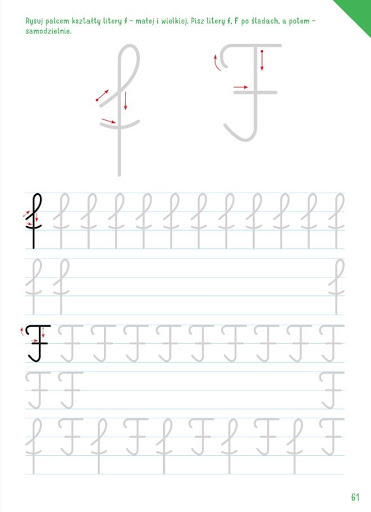 Rysuj palcem kształty litery f – małej i wielkiej. Pisz litery f, F po śladach, a potem –
samodzielnie.
f F
f f f f f f f f f f f f
f f f
F F F F F F F F F F
F F F
f F f F f F f F f F
61